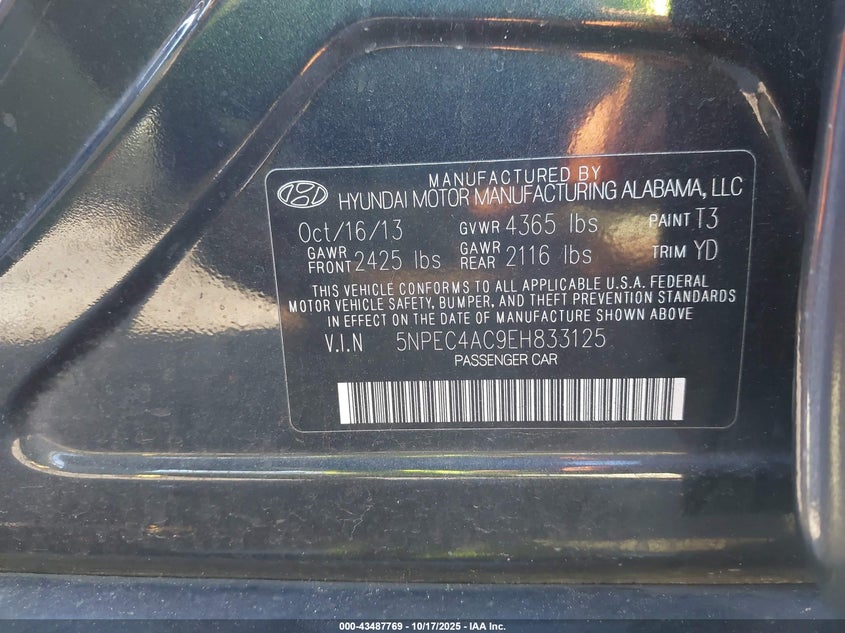 MANUFACTURED BY
HYUNDAI MOTOR MANUFACTURING ALABAMA, LLC
Oct/16/13 GVWR 4365 lbs PAINT T3
GAWR FRONT 2425 lbs GAWR REAR 2116 lbs TRIM YD
THIS VEHICLE CONFORMS TO ALL APPLICABLE U.S.A. FEDERAL
MOTOR VEHICLE SAFETY, BUMPER, AND THEFT PREVENTION STANDARDS
IN EFFECT ON THE DATE OF MANUFACTURE SHOWN ABOVE
V.I.N 5NPEC4AC9EH833125
PASSENGER CAR
000-43487769 - 10/17/2025 - IAA Inc.